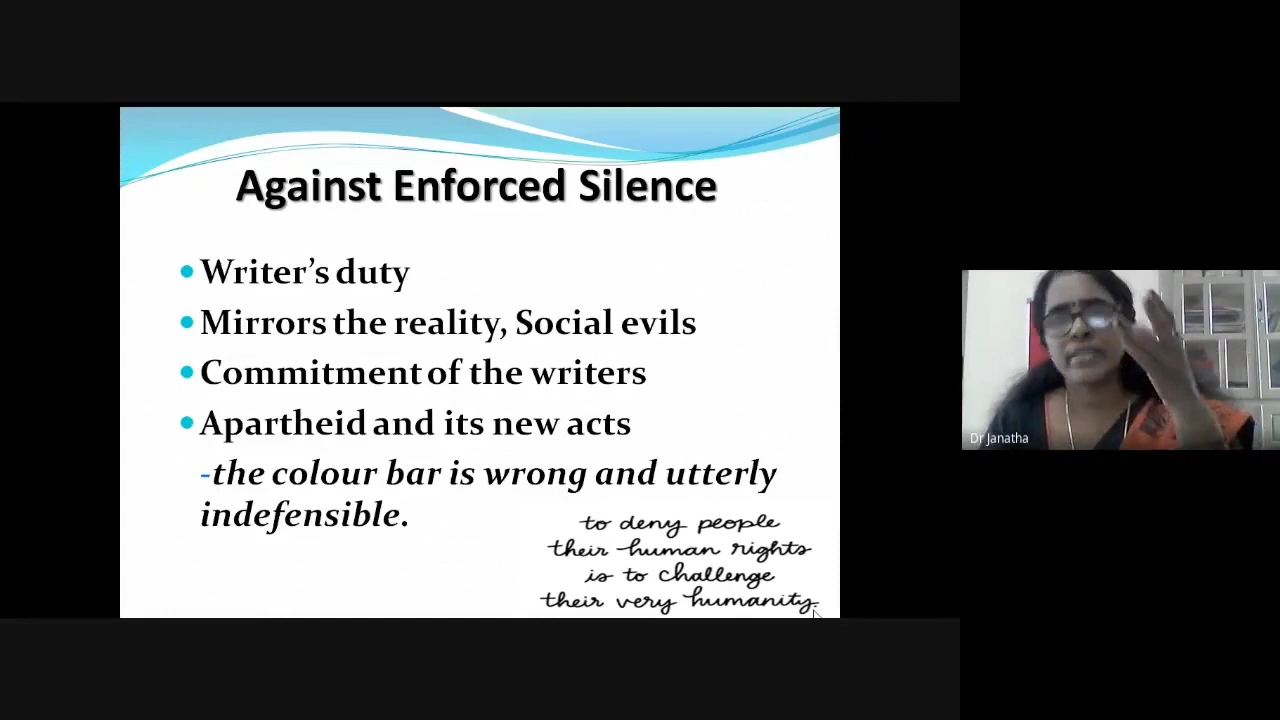 Against Enforced Silence
Writer’s duty
Mirrors the reality, Social evils
Commitment of the writers
Apartheid and its new acts
-the colour bar is wrong and utterly
indefensible.
to deny people
their human rights
is to challenge
their very humanity.
Dr Janatha